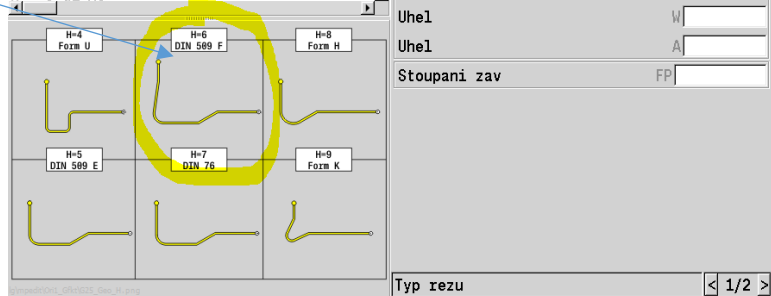 H=4
Form U
H=6
DIN 509 F
H=8
Form H
H=5
DIN 509 E
H=7
DIN 76
H=9
Form K
Uhel W
Uhel A
Stoupani zav FP
Typ rezu < 1/2 >